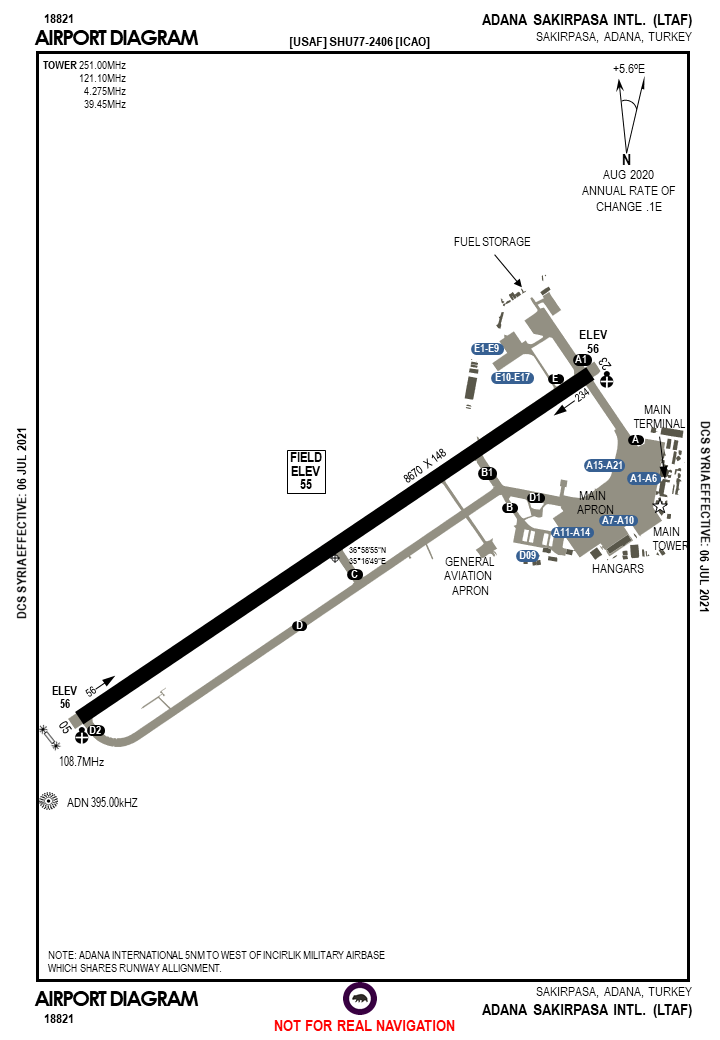 18821
ADANA SAKIRPASA INTL. (LTAF)
AIRPORT DIAGRAM
[USAF] SHU77-2406 [ICAO]
SAKIRPASA, ADANA, TURKEY
TOWER 251.00MHz
121.10MHz
4.275MHz
39.45MHz
+5.6ºE
N
AUG 2020
ANNUAL RATE OF
CHANGE .1E
FUEL STORAGE
ELEV
56
E1-E9
A1
23
E10-E17
E
234
MAIN
TERMINAL
A
FIELD
ELEV
55
8670 X 148
B1
A15-A21
A1-A6
D1
MAIN
APRON
B
A7-A10
A11-A14
MAIN
TOWER
D09
HANGARS
GENERAL
AVIATION
APRON
36°58'55"N
35°16'49"E
C
D
ELEV
56
56
05
D2
108.7MHz
ADN 395.00kHZ
DCS SYRIA EFFECTIVE: 06 JUL 2021
DCS SYRIA EFFECTIVE: 06 JUL 2021
NOTE: ADANA INTERNATIONAL 5NM TO WEST OF INCIRLIK MILITARY AIRBASE
WHICH SHARES RUNWAY ALLIGNMENT.
AIRPORT DIAGRAM
18821
SAKIRPASA, ADANA, TURKEY
ADANA SAKIRPASA INTL. (LTAF)
NOT FOR REAL NAVIGATION